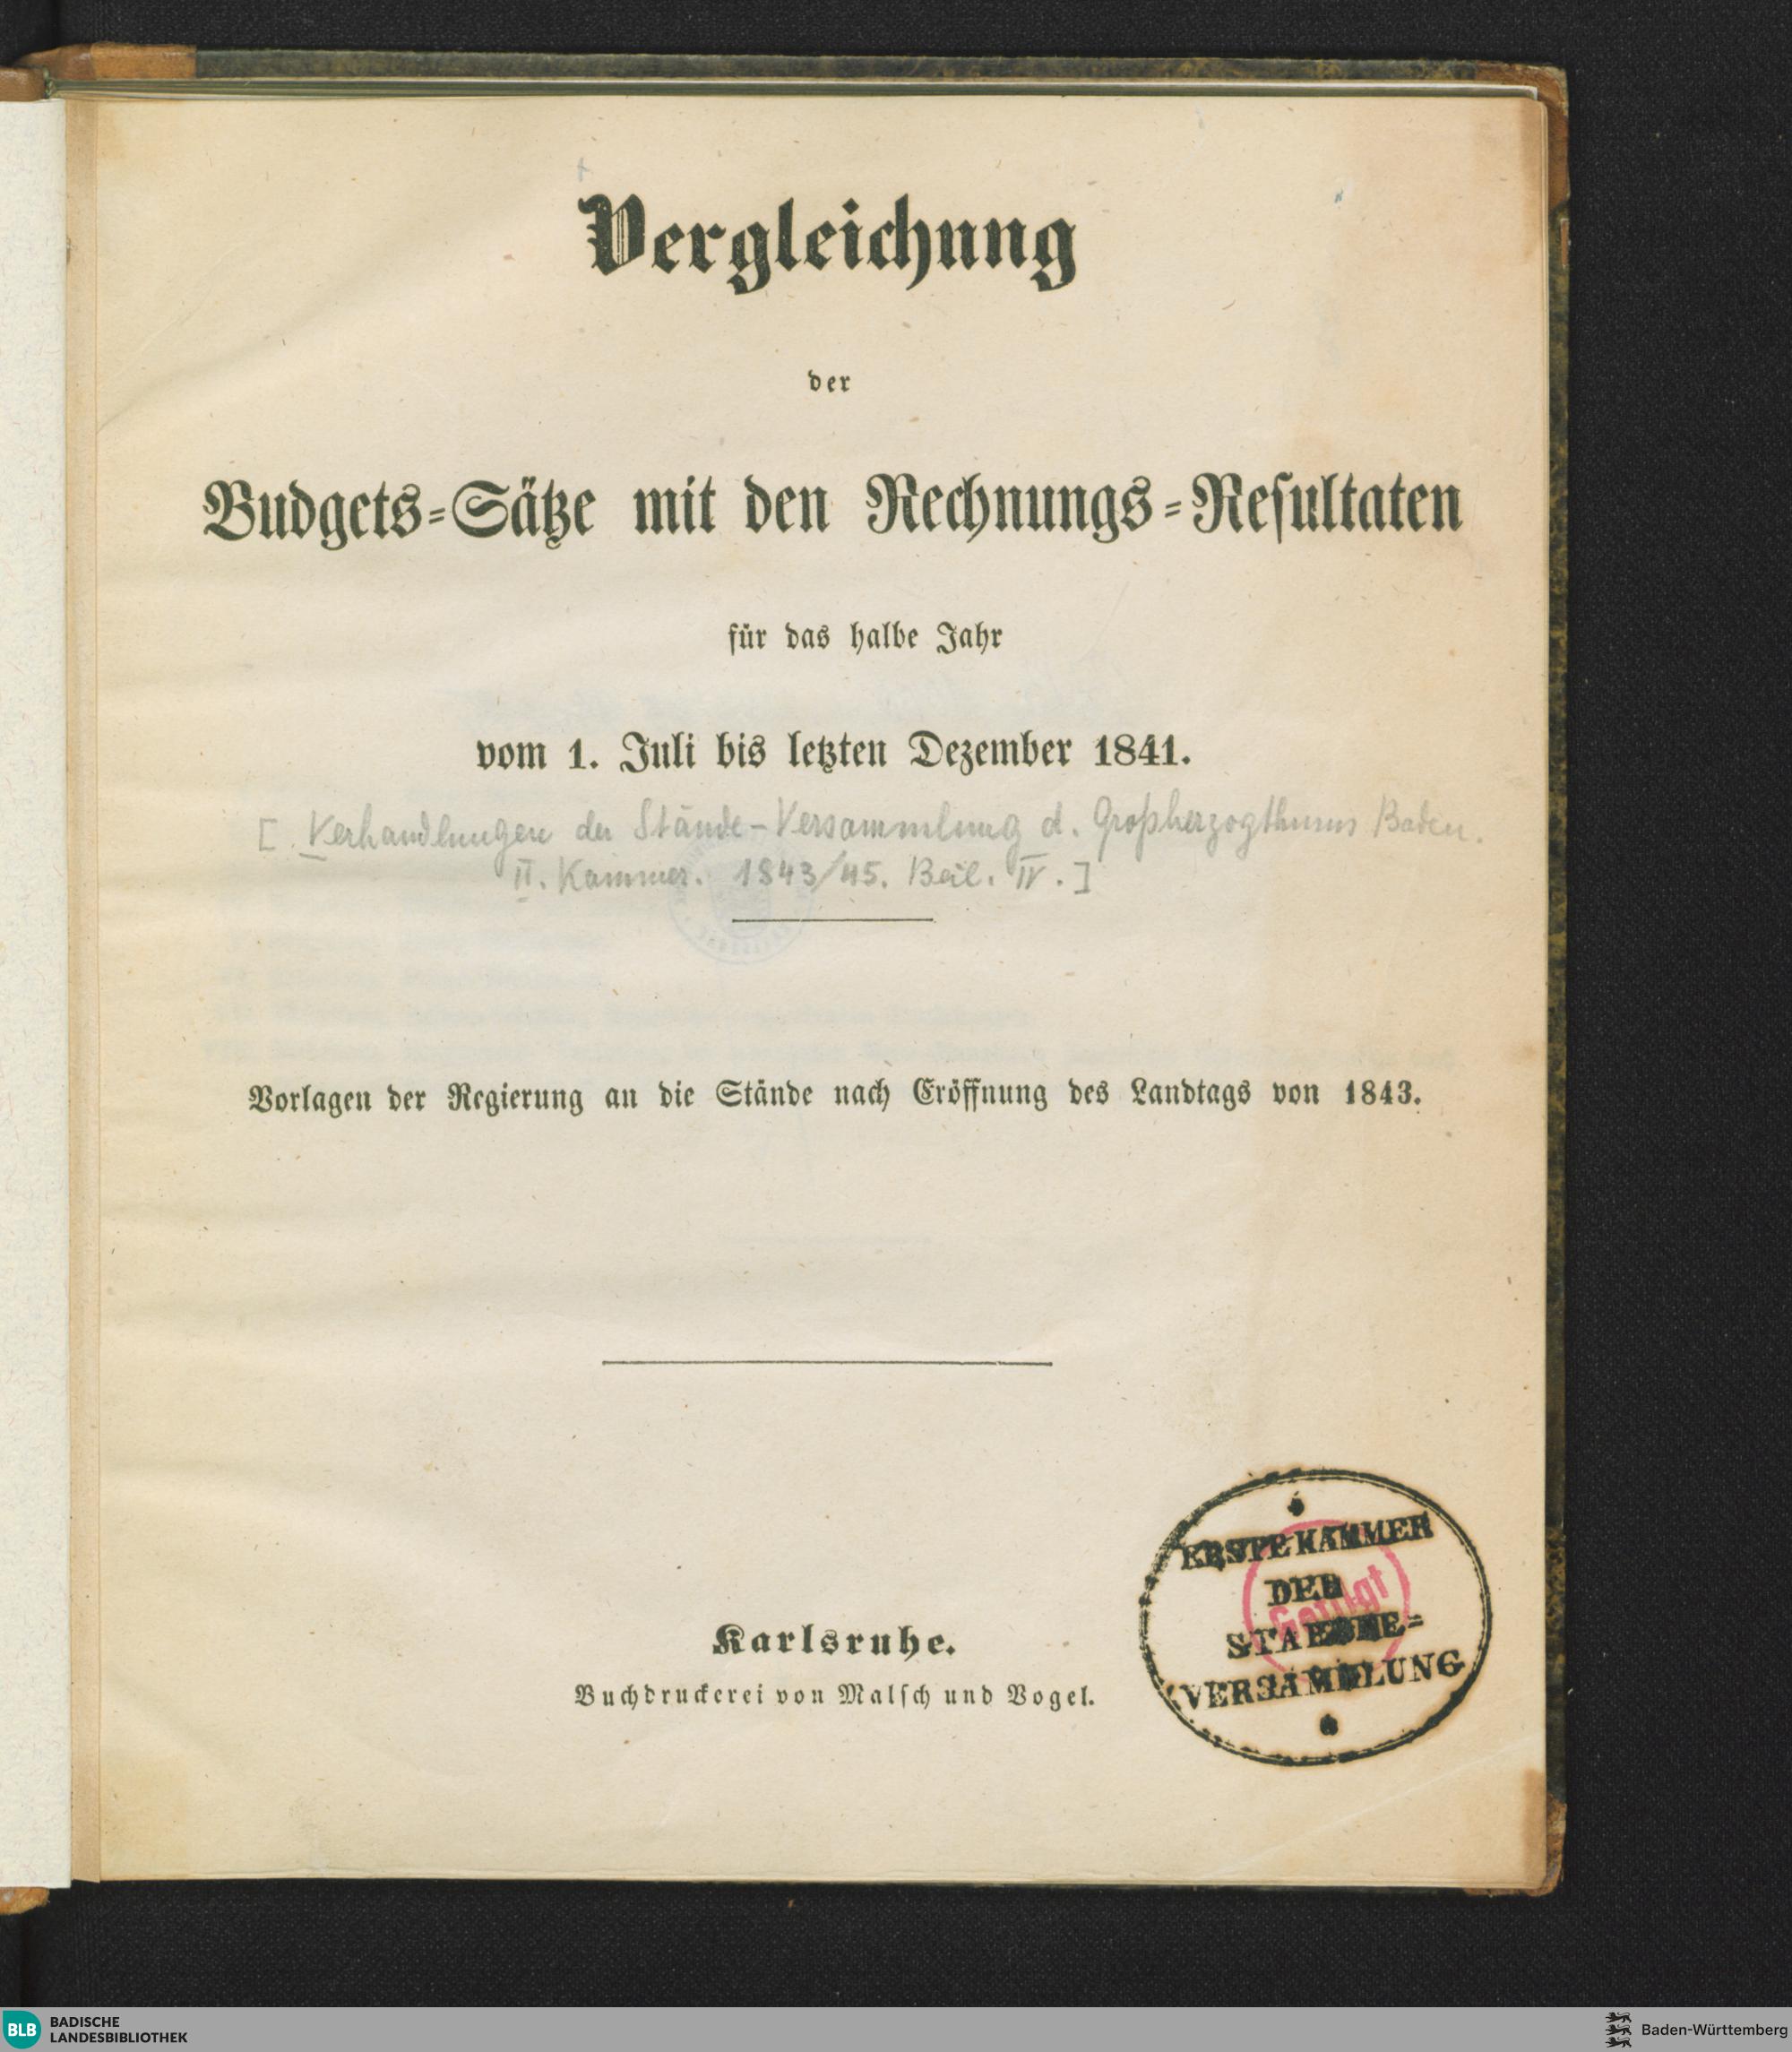 Vergleichung
der
Budgets-Sätze mit den Rechnungs-Resultaten
für das halbe Jahr
vom 1. Juli bis letzten Dezember 1841.
[ Verhandlungen der Stände-Versammlung d. Großherzogthums Baden.
II. Kammer. 1843/45. Beil. IV. ]
Vorlagen der Regierung an die Stände nach Eröffnung des Landtags von 1843.
Karlsruhe.
Buchdruckerei von Malsch und Vogel.
ERSTE KAMMER
DER
STAENDE=
VERSAMMLUNG
Getilgt
BLB BADISCHE
LANDESBIBLIOTHEK
Baden-Württemberg